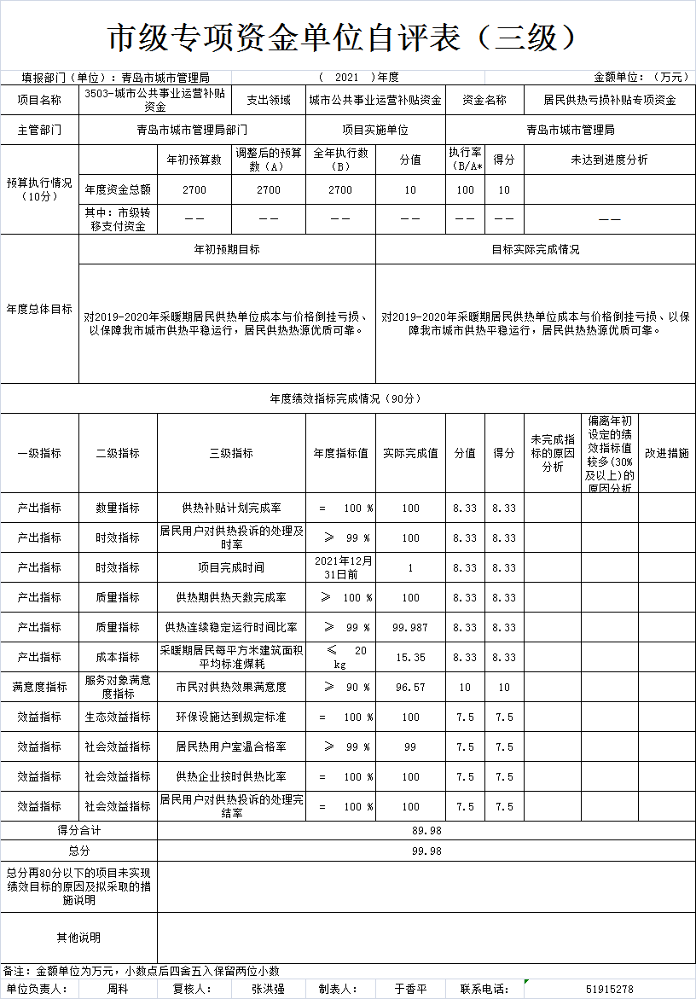 市级专项资金单位自评表（三级）
填报部门（单位）：青岛市城市管理局 ( 2021 )年度 金额单位：（万元）
项目名称 3503-城市公共事业运营补贴资金 支出领域 城市公共事业运营补贴资金 资金名称 居民供热亏损补贴专项资金
主管部门 青岛市城市管理局部门 项目实施单位 青岛市城市管理局
预算执行情况（10分） 年初预算数 调整后的预算数（A） 全年执行数（B） 分值 执行率（B/A* 得分 未达到进度分析
年度资金总额 2700 2700 2700 10 100 10
其中：市级转移支付资金 —— —— —— —— —— —— ——
年度总体目标 年初预期目标 目标实际完成情况
对2019-2020年采暖期居民供热单位成本与价格倒挂亏损、以保障我市城市供热平稳运行，居民供热热源优质可靠。 对2019-2020年采暖期居民供热单位成本与价格倒挂亏损、以保障我市城市供热平稳运行，居民供热热源优质可靠。
年度绩效指标完成情况（90分）
一级指标 二级指标 三级指标 年度指标值 实际完成值 分值 得分 未完成指标的原因分析 偏离年初设定的绩效指标值较多(30%及以上)的原因分析 改进措施
产出指标 数量指标 供热补贴计划完成率 = 100 % 100 8.33 8.33
产出指标 时效指标 居民用户对供热投诉的处理及时率 ≥ 99 % 100 8.33 8.33
产出指标 时效指标 项目完成时间 2021年12月31日前 1 8.33 8.33
产出指标 质量指标 供热期供热天数完成率 ≥ 100 % 100 8.33 8.33
产出指标 质量指标 供热连续稳定运行时间比率 ≥ 99 % 99.987 8.33 8.33
产出指标 成本指标 采暖期居民每平方米建筑面积平均标准煤耗 ≤ 20 kg 15.35 8.33 8.33
满意度指标 服务对象满意度指标 市民对供热效果满意度 ≥ 90 % 96.57 10 10
效益指标 生态效益指标 环保设施达到规定标准 = 100 % 100 7.5 7.5
效益指标 社会效益指标 居民热用户室温合格率 ≥ 99 % 99 7.5 7.5
效益指标 社会效益指标 供热企业按时供热比率 = 100 % 100 7.5 7.5
效益指标 社会效益指标 居民用户对供热投诉的处理完结率 = 100 % 100 7.5 7.5
得分合计 89.98
总分 99.98
总分再80分以下的项目未实现绩效目标的原因及拟采取的措施说明
其他说明
备注：金额单位为万元，小数点后四舍五入保留两位小数
单位负责人： 周科 复核人： 张洪强 制表人： 于香平 联系电话： 51915278